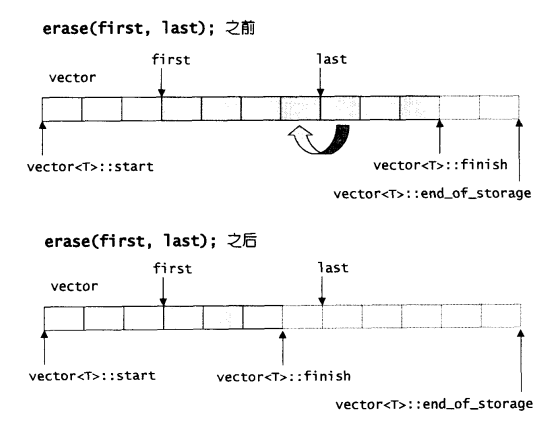 erase(first, last); 之前
first last
vector
vector<T>::start vector<T>::finish
vector<T>::end_of_storage
erase(first, last); 之后
first last
vector
vector<T>::start vector<T>::finish
vector<T>::end_of_storage